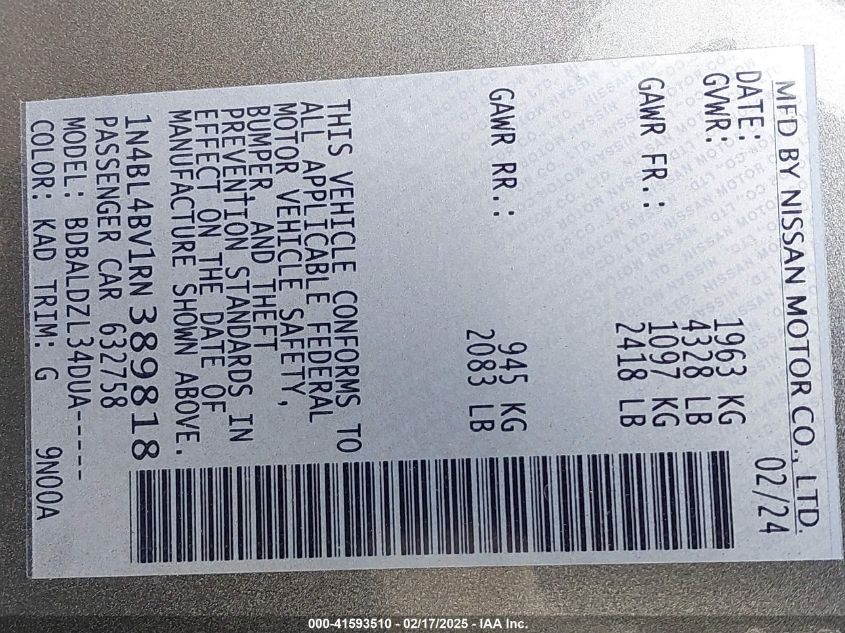 MFD BY NISSAN MOTOR CO., LTD.
DATE: 02/24
GVWR: 1963 KG
4328 LB
GAWR FR.: 1097 KG
2418 LB
GAWR RR.: 945 KG
2083 LB
THIS VEHICLE CONFORMS TO
ALL APPLICABLE FEDERAL
MOTOR VEHICLE SAFETY,
BUMPER, AND THEFT
PREVENTION STANDARDS IN
EFFECT ON THE DATE OF
MANUFACTURE SHOWN ABOVE.
1N4BL4BV1RN389818
PASSENGER CAR 632758
MODEL: BDBALDZL34DUA-----
COLOR: KAD TRIM: G 9N00A
000-41593510 - 02/17/2025 - IAA Inc.